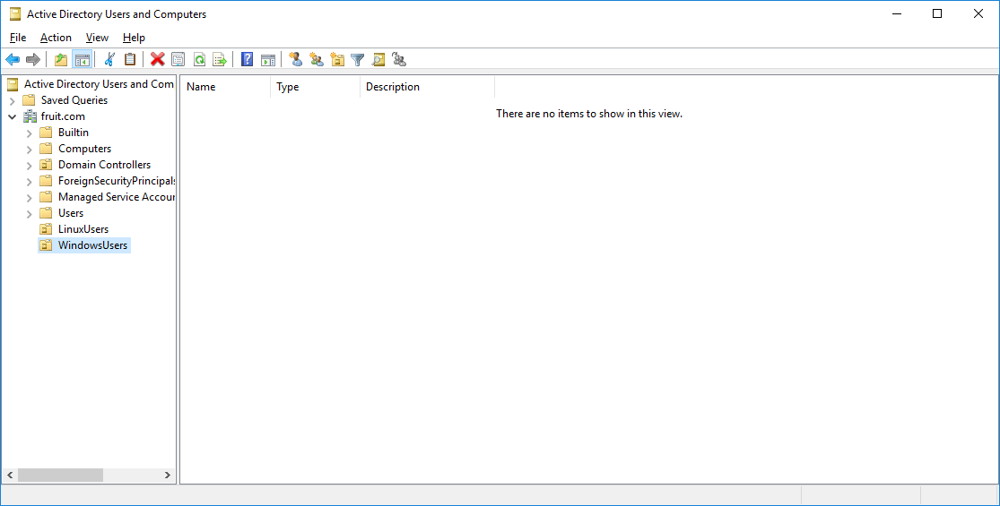 Active Directory Users and Computers
File Action View Help
Active Directory Users and Com
Saved Queries
fruit.com
Builtin
Computers
Domain Controllers
ForeignSecurityPrincipals
Managed Service Accour
Users
LinuxUsers
WindowsUsers
Name Type Description
There are no items to show in this view.